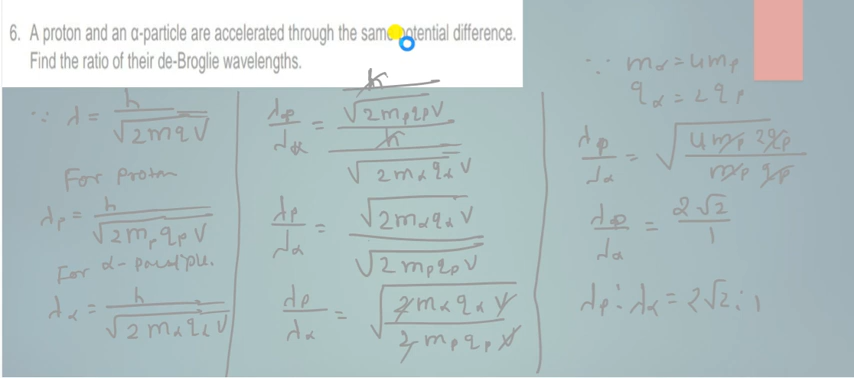 6. A proton and an α-particle are accelerated through the same potential difference.
Find the ratio of their de-Broglie wavelengths.
∵ λ = h / √(2mqV)
For Proton
λp = h / √(2mp qp V)
For α-
λα = h / √(2mα qα V)
λp/λα = (h / √(2mp qp V)) / (h / √(2mα qα V))
λp/λα = √(2mα qα V) / √(2mp qp V)
λp/λα = √((2mα qα V) / (2mp qp V))
∵ mα = 4mp
qα = 2qp
λp/λα = √((4mp 2qp) / (mp qp))
λp/λα = 2√2 / 1
λp : λα = 2√2 : 1